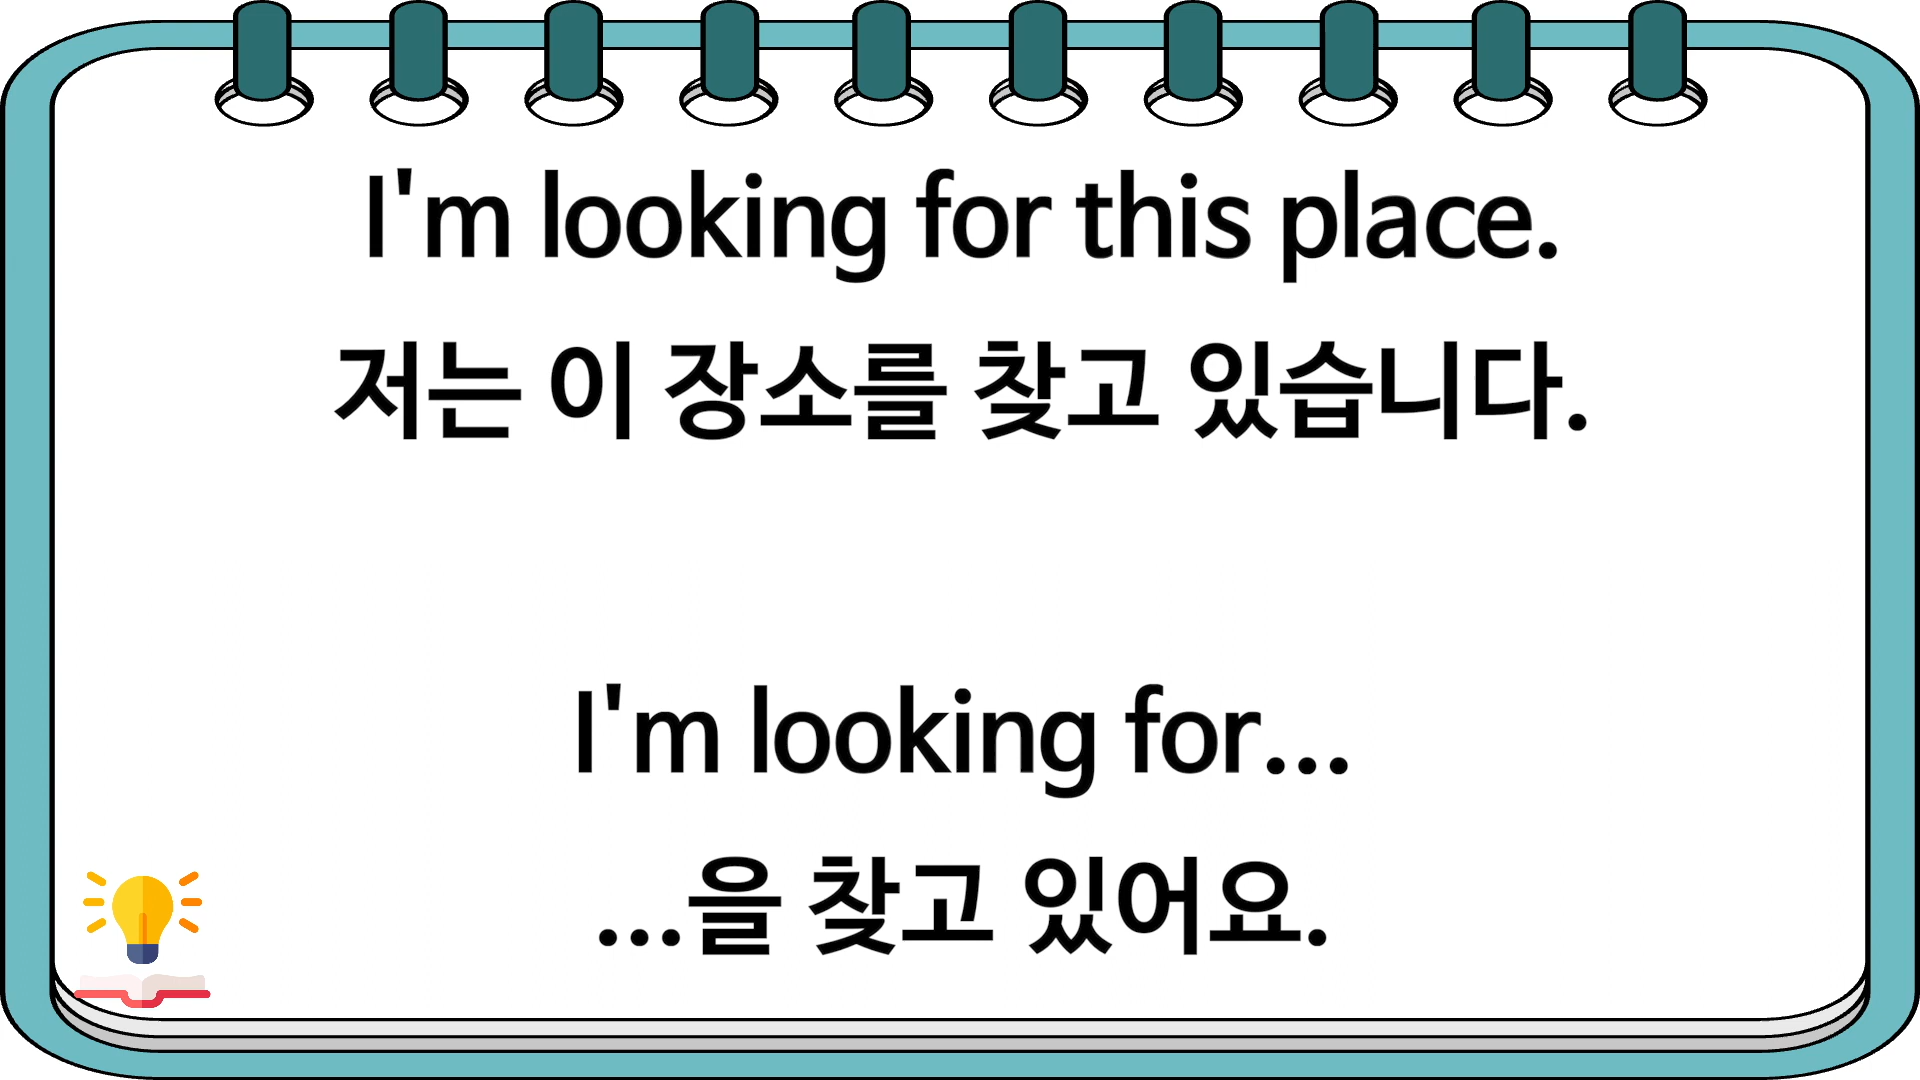 I'm looking for this place.
저는 이 장소를 찾고 있습니다.
I'm looking for...
...을 찾고 있어요.